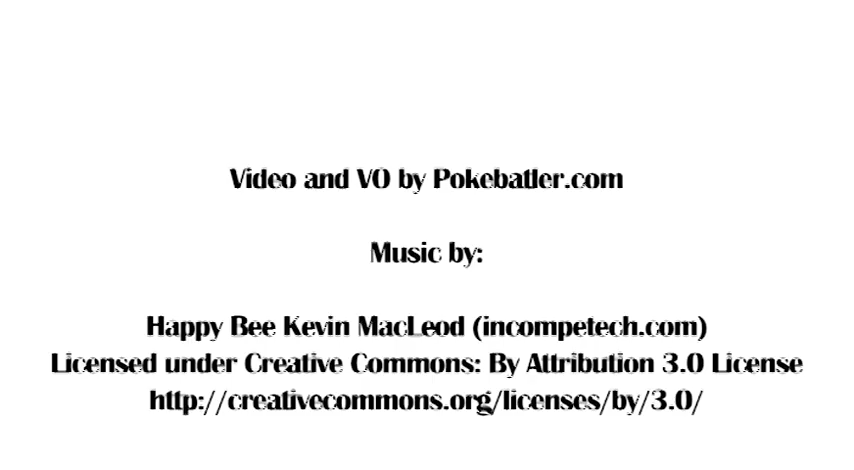 Video and VO by Pokebatler.com
Music by:
Happy Bee Kevin MacLeod (incompetech.com)
Licensed under Creative Commons: By Attribution 3.0 License
http://creativecommons.org/licenses/by/3.0/